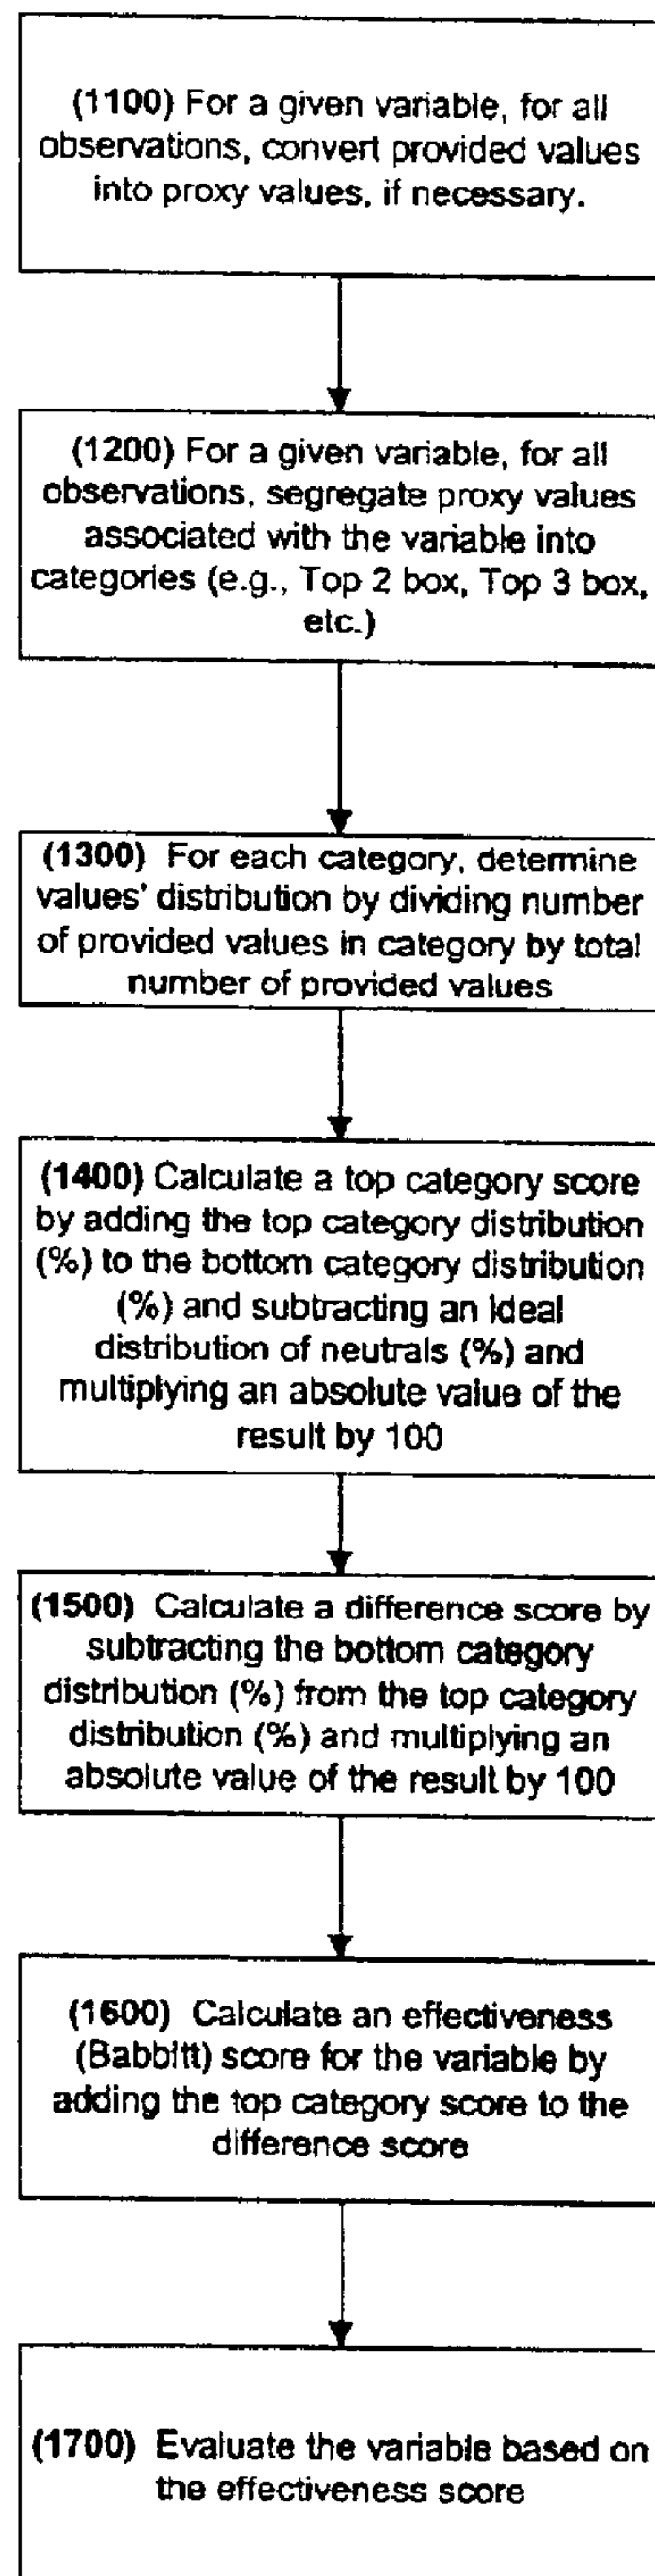 (1100) For a given variable, for all
observations, convert provided values
into proxy values, if necessary.
(1200) For a given variable, for all
observations, segregate proxy values
associated with the variable into
categories (e.g., Top 2 box, Top 3 box,
etc.)
(1300) For each category, determine
values' distribution by dividing number
of provided values in category by total
number of provided values
(1400) Calculate a top category score
by adding the top category distribution
(%) to the bottom category distribution
(%) and subtracting an ideal
distribution of neutrals (%) and
multiplying an absolute value of the
result by 100
(1500) Calculate a difference score by
subtracting the bottom category
distribution (%) from the top category
distribution (%) and multiplying an
absolute value of the result by 100
(1600) Calculate an effectiveness
(Babbitt) score for the variable by
adding the top category score to the
difference score
(1700) Evaluate the variable based on
the effectiveness score